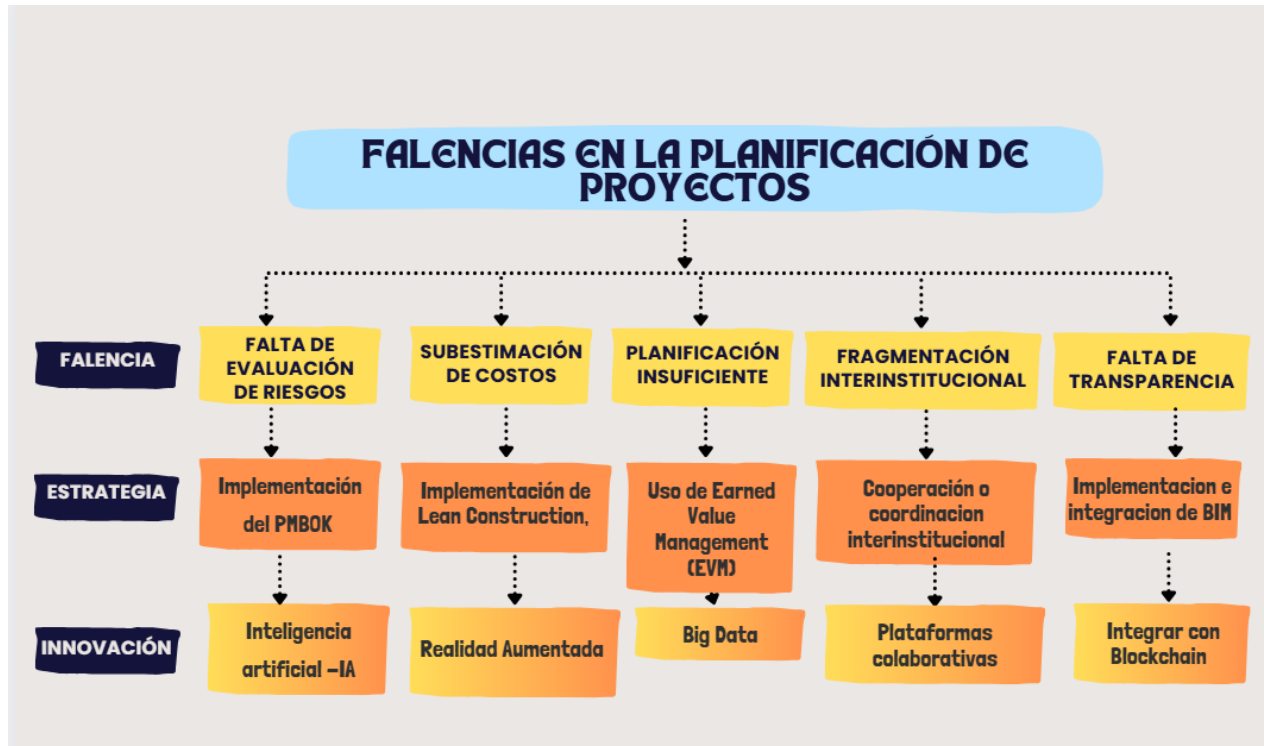 FALENCIAS EN LA PLANIFICACIÓN DE
PROYECTOS
FALENCIA
FALTA DE
EVALUACIÓN
DE RIESGOS
SUBESTIMACIÓN
DE COSTOS
PLANIFICACIÓN
INSUFICIENTE
FRAGMENTACIÓN
INTERINSTITUCIONAL
FALTA DE
TRANSPARENCIA
ESTRATEGIA
Implementación
del PMBOK
Implementación de
Lean Construction,
Uso de Earned
Value
Management
(EVM)
Cooperación o
coordinacion
interinstitucional
Implementacion e
integracion de BIM
INNOVACIÓN
Inteligencia
artificial -IA
Realidad Aumentada
Big Data
Plataformas
colaborativas
Integrar con
Blockchain